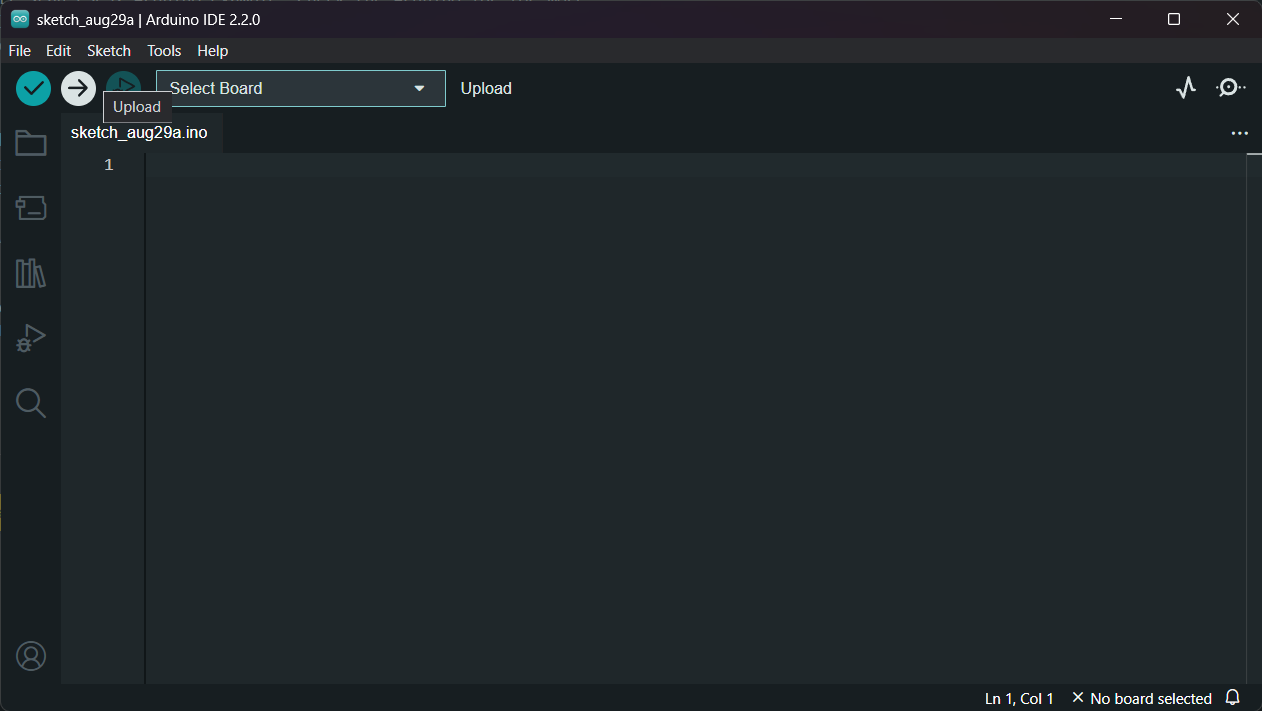 sketch_aug29a | Arduino IDE 2.2.0
File Edit Sketch Tools Help
Select Board Upload
Upload
sketch_aug29a.ino
1
Ln 1, Col 1 No board selected